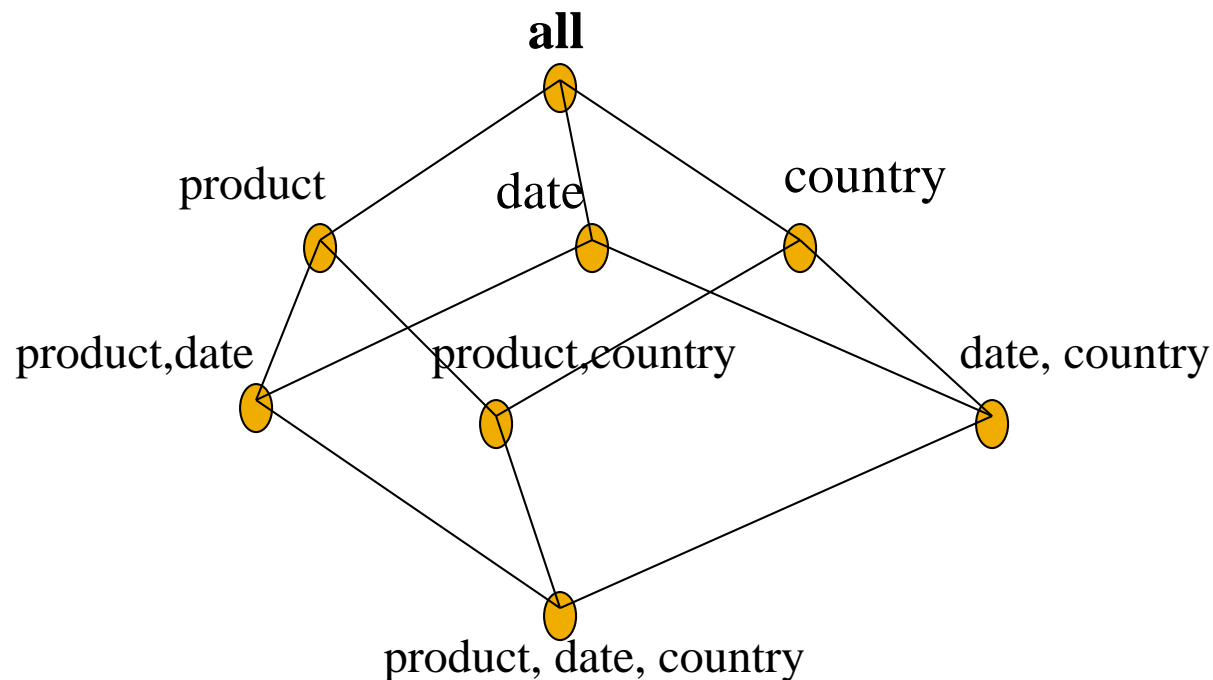 all
product
date
country
product,date
product,country
date, country
product, date, country